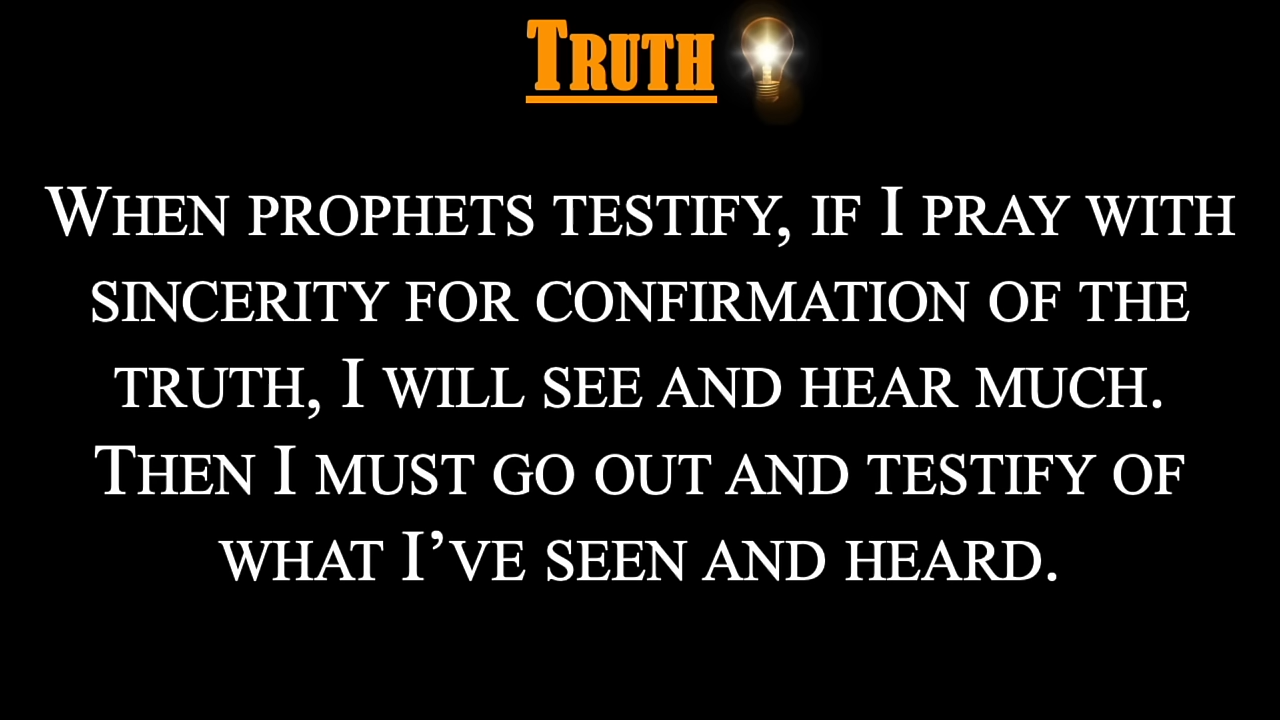 Truth
When prophets testify, if I pray with
sincerity for confirmation of the
truth, I will see and hear much.
Then I must go out and testify of
what I’ve seen and heard.